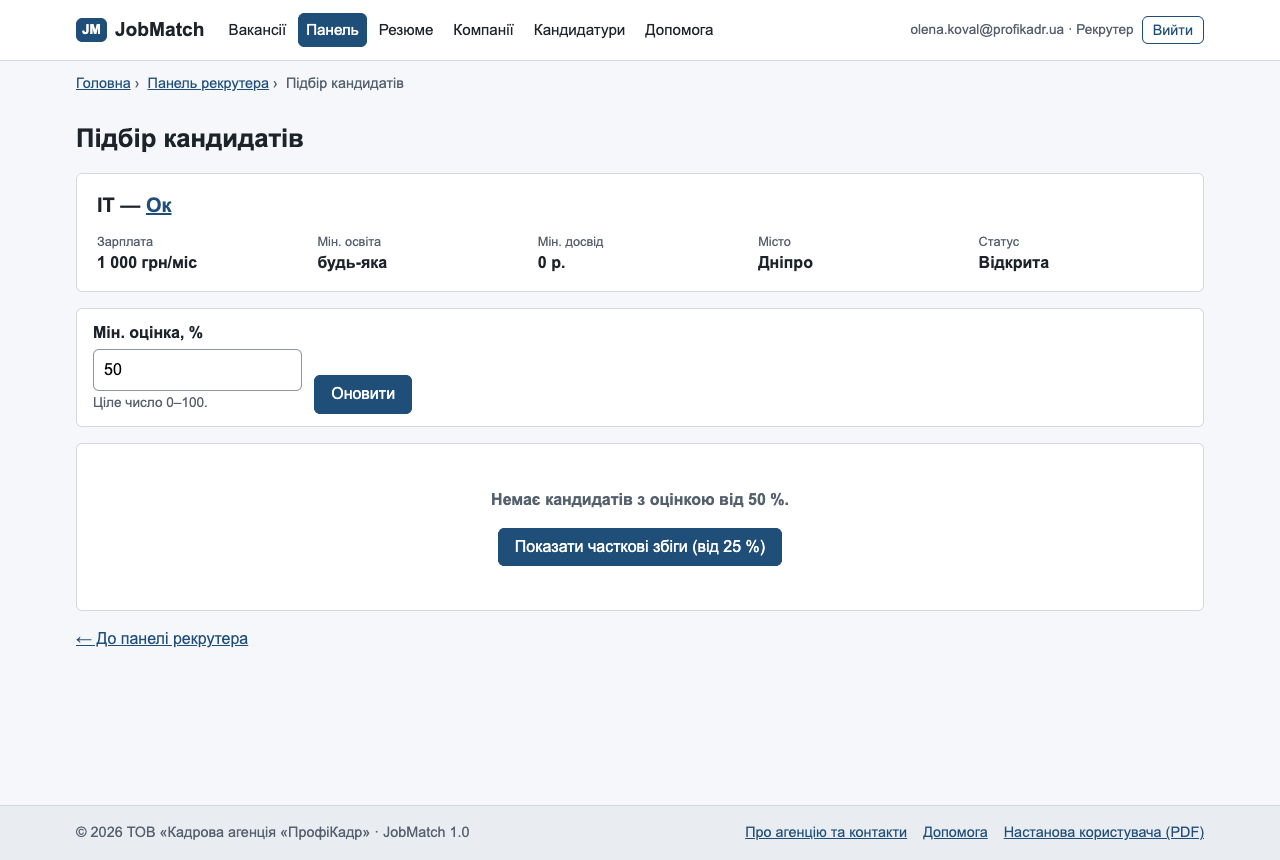 JM JobMatch Вакансії Панель Резюме Компанії Кандидатури Допомога olena.koval@profikadr.ua · Рекрутер Вийти
Головна › Панель рекрутера › Підбір кандидатів
Підбір кандидатів
IT — Ок
Зарплата Мін. освіта Мін. досвід Місто Статус
1 000 грн/міс будь-яка 0 р. Дніпро Відкрита
Мін. оцінка, %
50
Оновити
Ціле число 0–100.
Немає кандидатів з оцінкою від 50 %.
Показати часткові збіги (від 25 %)
← До панелі рекрутера
© 2026 ТОВ «Кадрова агенція «ПрофіКадр» · JobMatch 1.0 Про агенцію та контакти Допомога Настанова користувача (PDF)